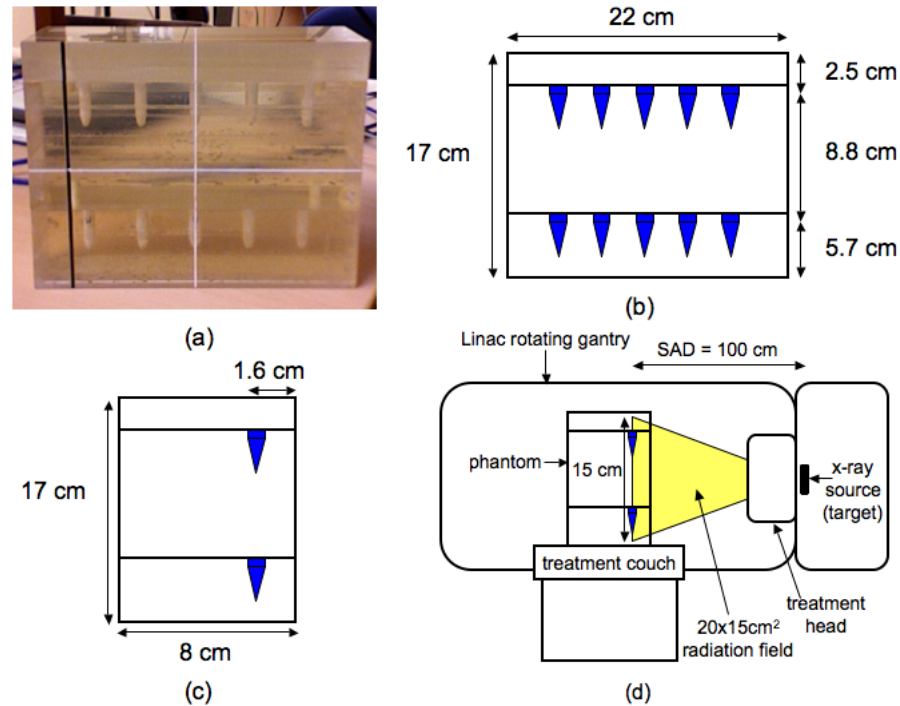 22 cm
17 cm
2.5 cm
8.8 cm
5.7 cm
(a)
(b)
1.6 cm
17 cm
8 cm
(c)
Linac rotating gantry
SAD = 100 cm
phantom
15 cm
x-ray
source
(target)
treatment couch
20x15cm²
radiation field
treatment
head
(d)